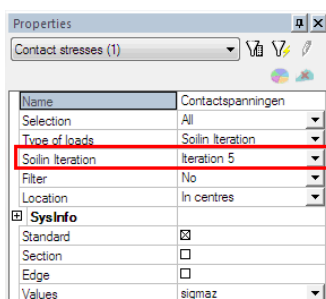 Properties
Contact stresses (1)
Name Contactspanningen
Selection All
Type of loads Soilin Iteration
Soilin Iteration Iteration 5
Filter No
Location In centres
SysInfo
Standard
Section
Edge
Values sigmaz